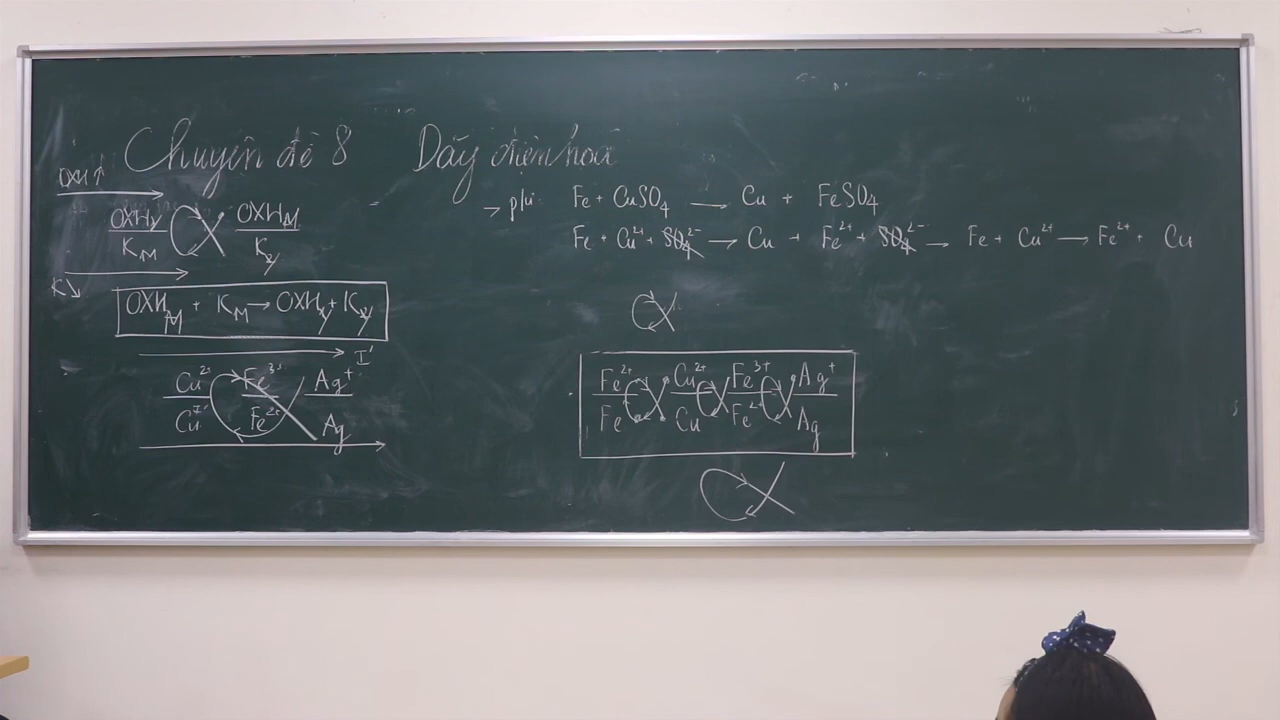 Chuyên đề 8 Dãy điện hoá
OXH↑
OXHY / KM OXHM / Ky
K↘
OXHM + KM → OXHy + Ky
Cu²⁺ / Cu Fe³⁺ / Fe²⁺ Ag⁺ / Ag
→ pứ: Fe + CuSO₄ → Cu + FeSO₄
Fe + Cu²⁺ + SO₄²⁻ → Cu + Fe²⁺ + SO₄²⁻ → Fe + Cu²⁺ → Fe²⁺ + Cu
Fe²⁺ / Fe Cu²⁺ / Cu Fe³⁺ / Fe²⁺ Ag⁺ / Ag